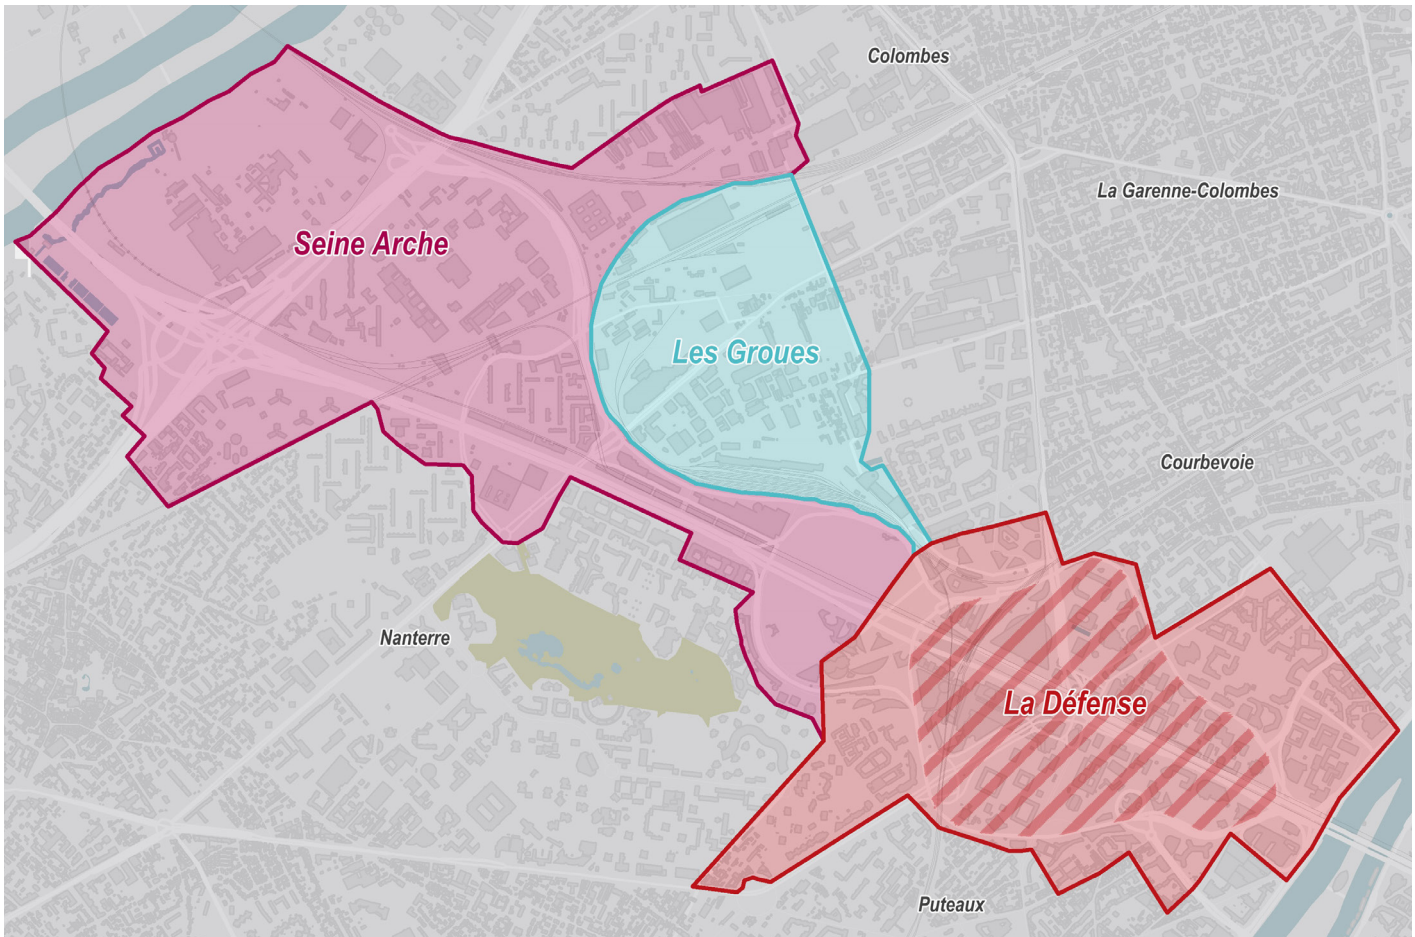 Colombes
La Garenne-Colombes
Seine Arche
Les Groues
Courbevoie
Nanterre
La Défense
Puteaux